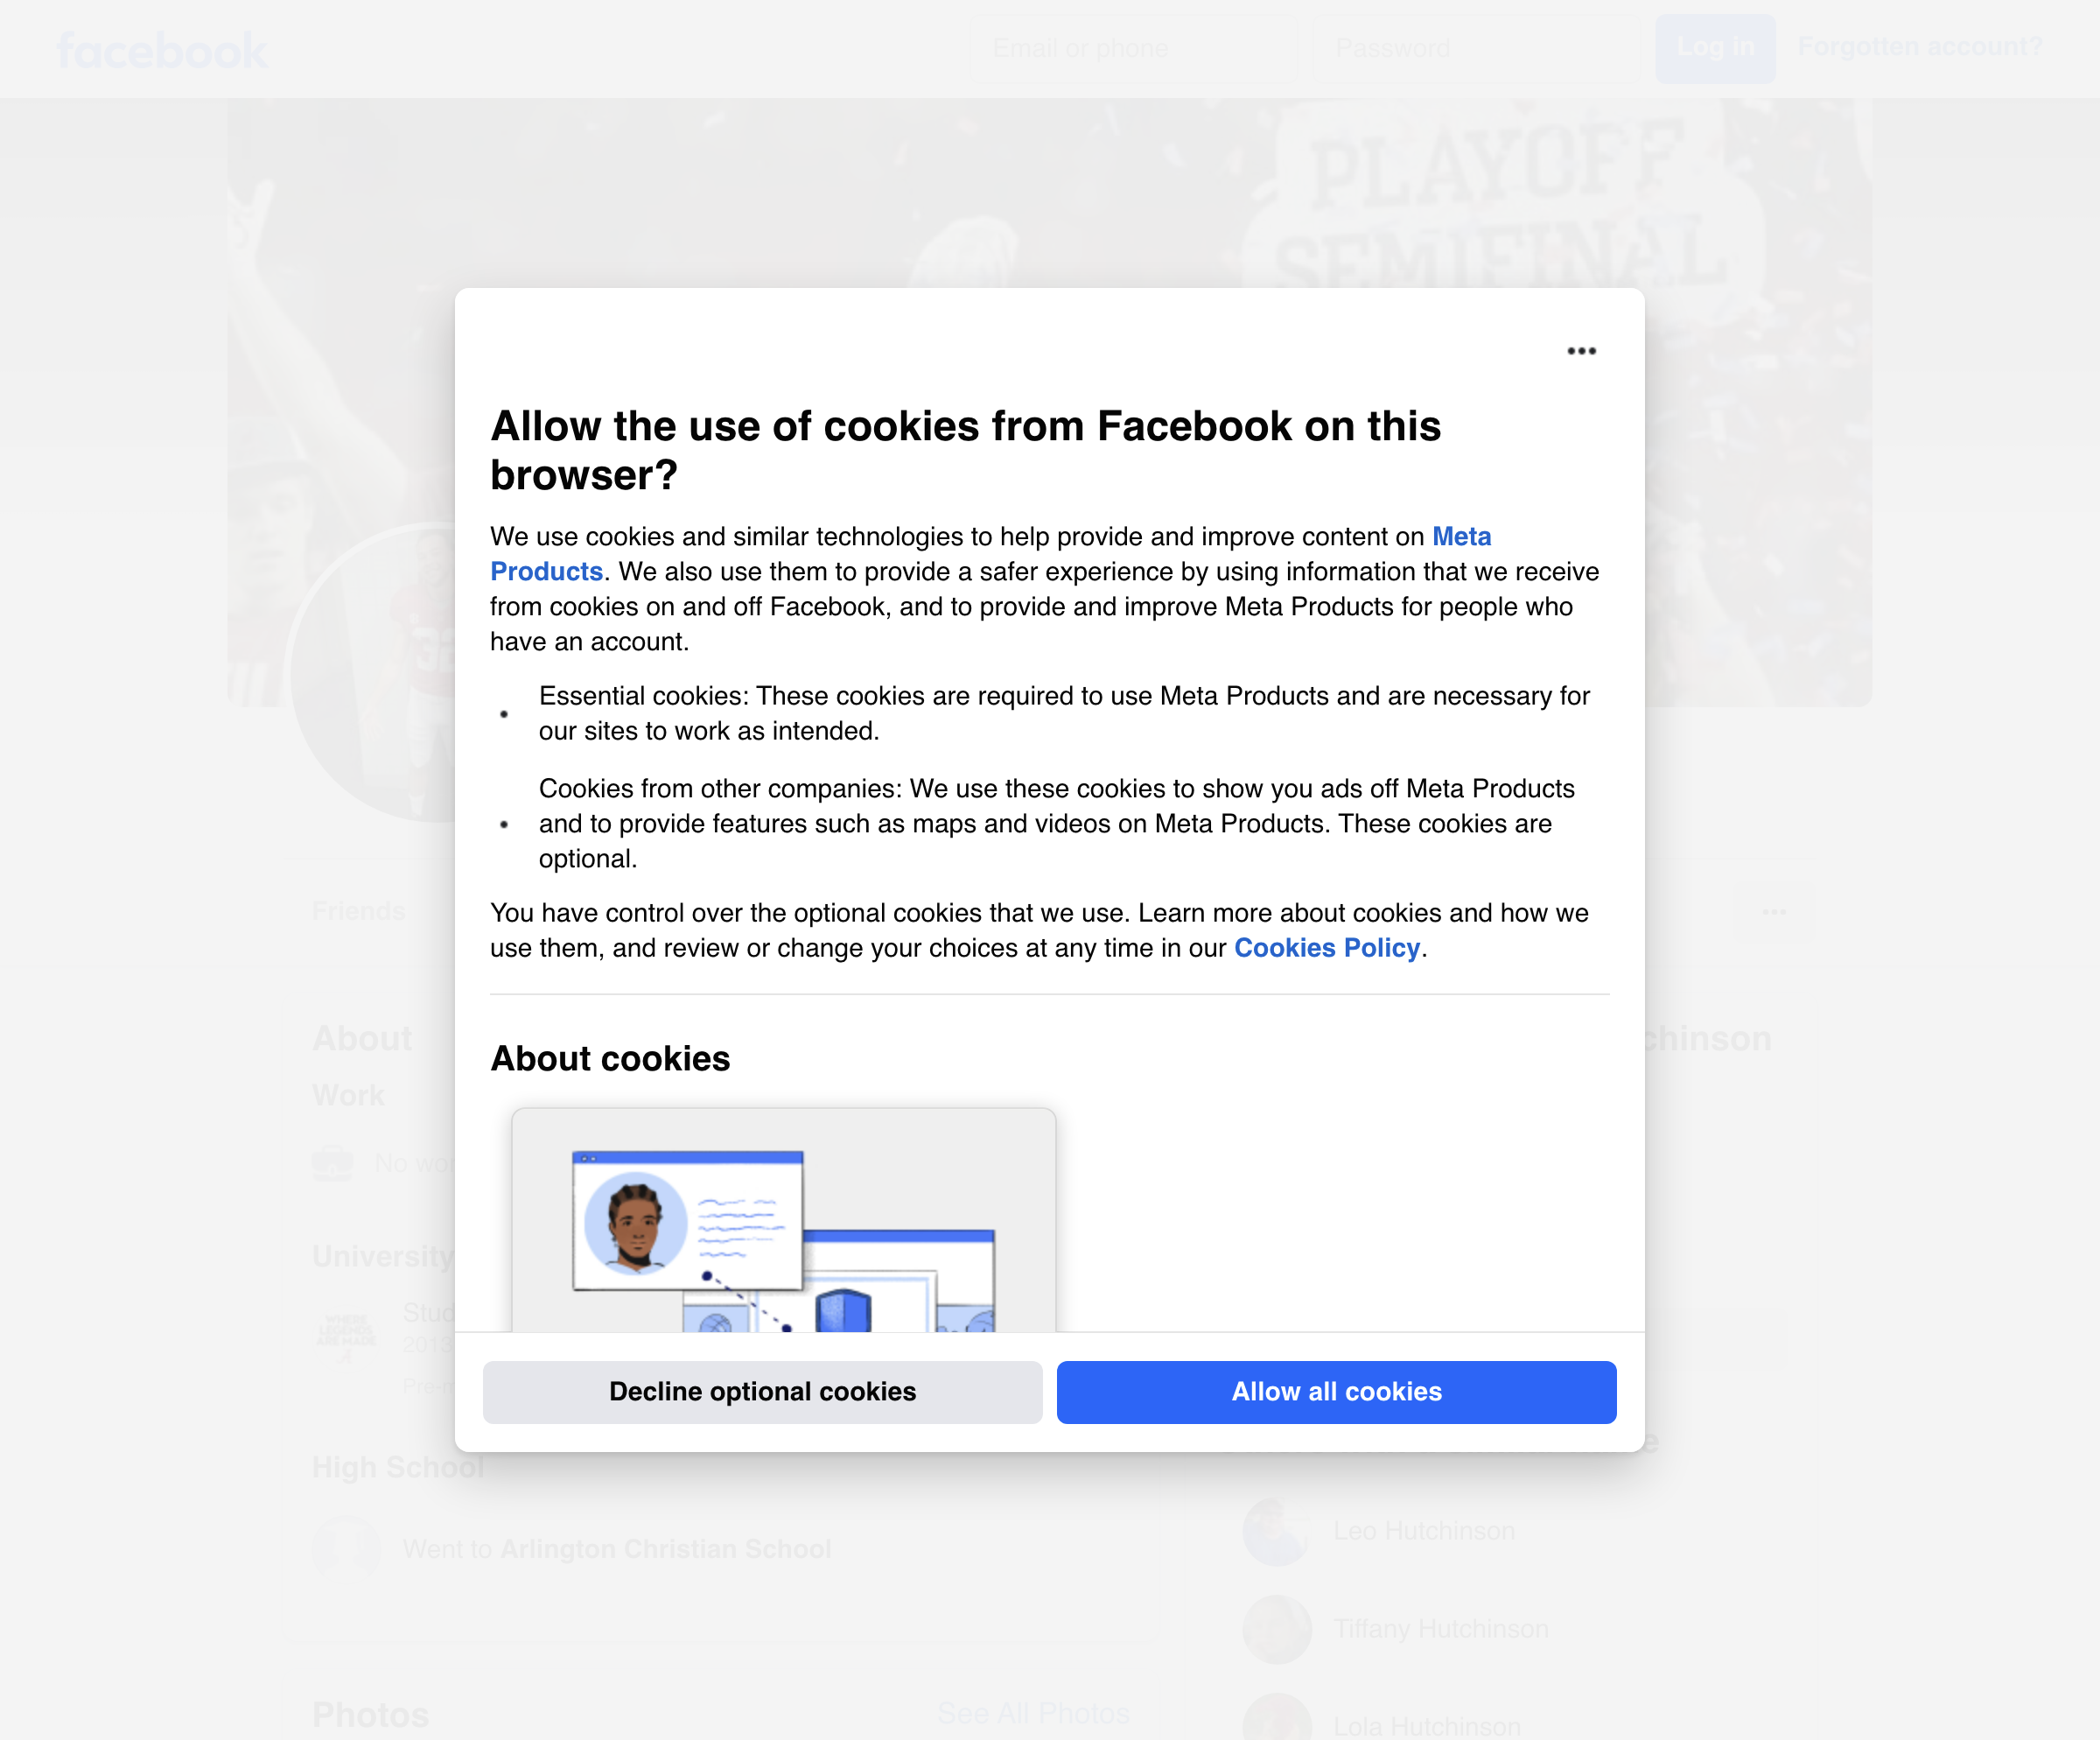 facebook
Email or phone
Password
Log in
Forgotten account?
PLAYOFF
SEMIFINAL
Allow the use of cookies from Facebook on this
browser?
We use cookies and similar technologies to help provide and improve content on Meta
Products. We also use them to provide a safer experience by using information that we receive
from cookies on and off Facebook, and to provide and improve Meta Products for people who
have an account.
• Essential cookies: These cookies are required to use Meta Products and are necessary for
our sites to work as intended.
• Cookies from other companies: We use these cookies to show you ads off Meta Products
and to provide features such as maps and videos on Meta Products. These cookies are
optional.
You have control over the optional cookies that we use. Learn more about cookies and how we
use them, and review or change your choices at any time in our Cookies Policy.
About cookies
Decline optional cookies
Allow all cookies
Friends
About
chinson
Work
No wor
University
WHERE
LEGENDS
ARE MADE
Stud
2013
Pre-m
High School
Went to Arlington Christian School
Leo Hutchinson
Tiffany Hutchinson
Lola Hutchinson
Photos
See All Photos